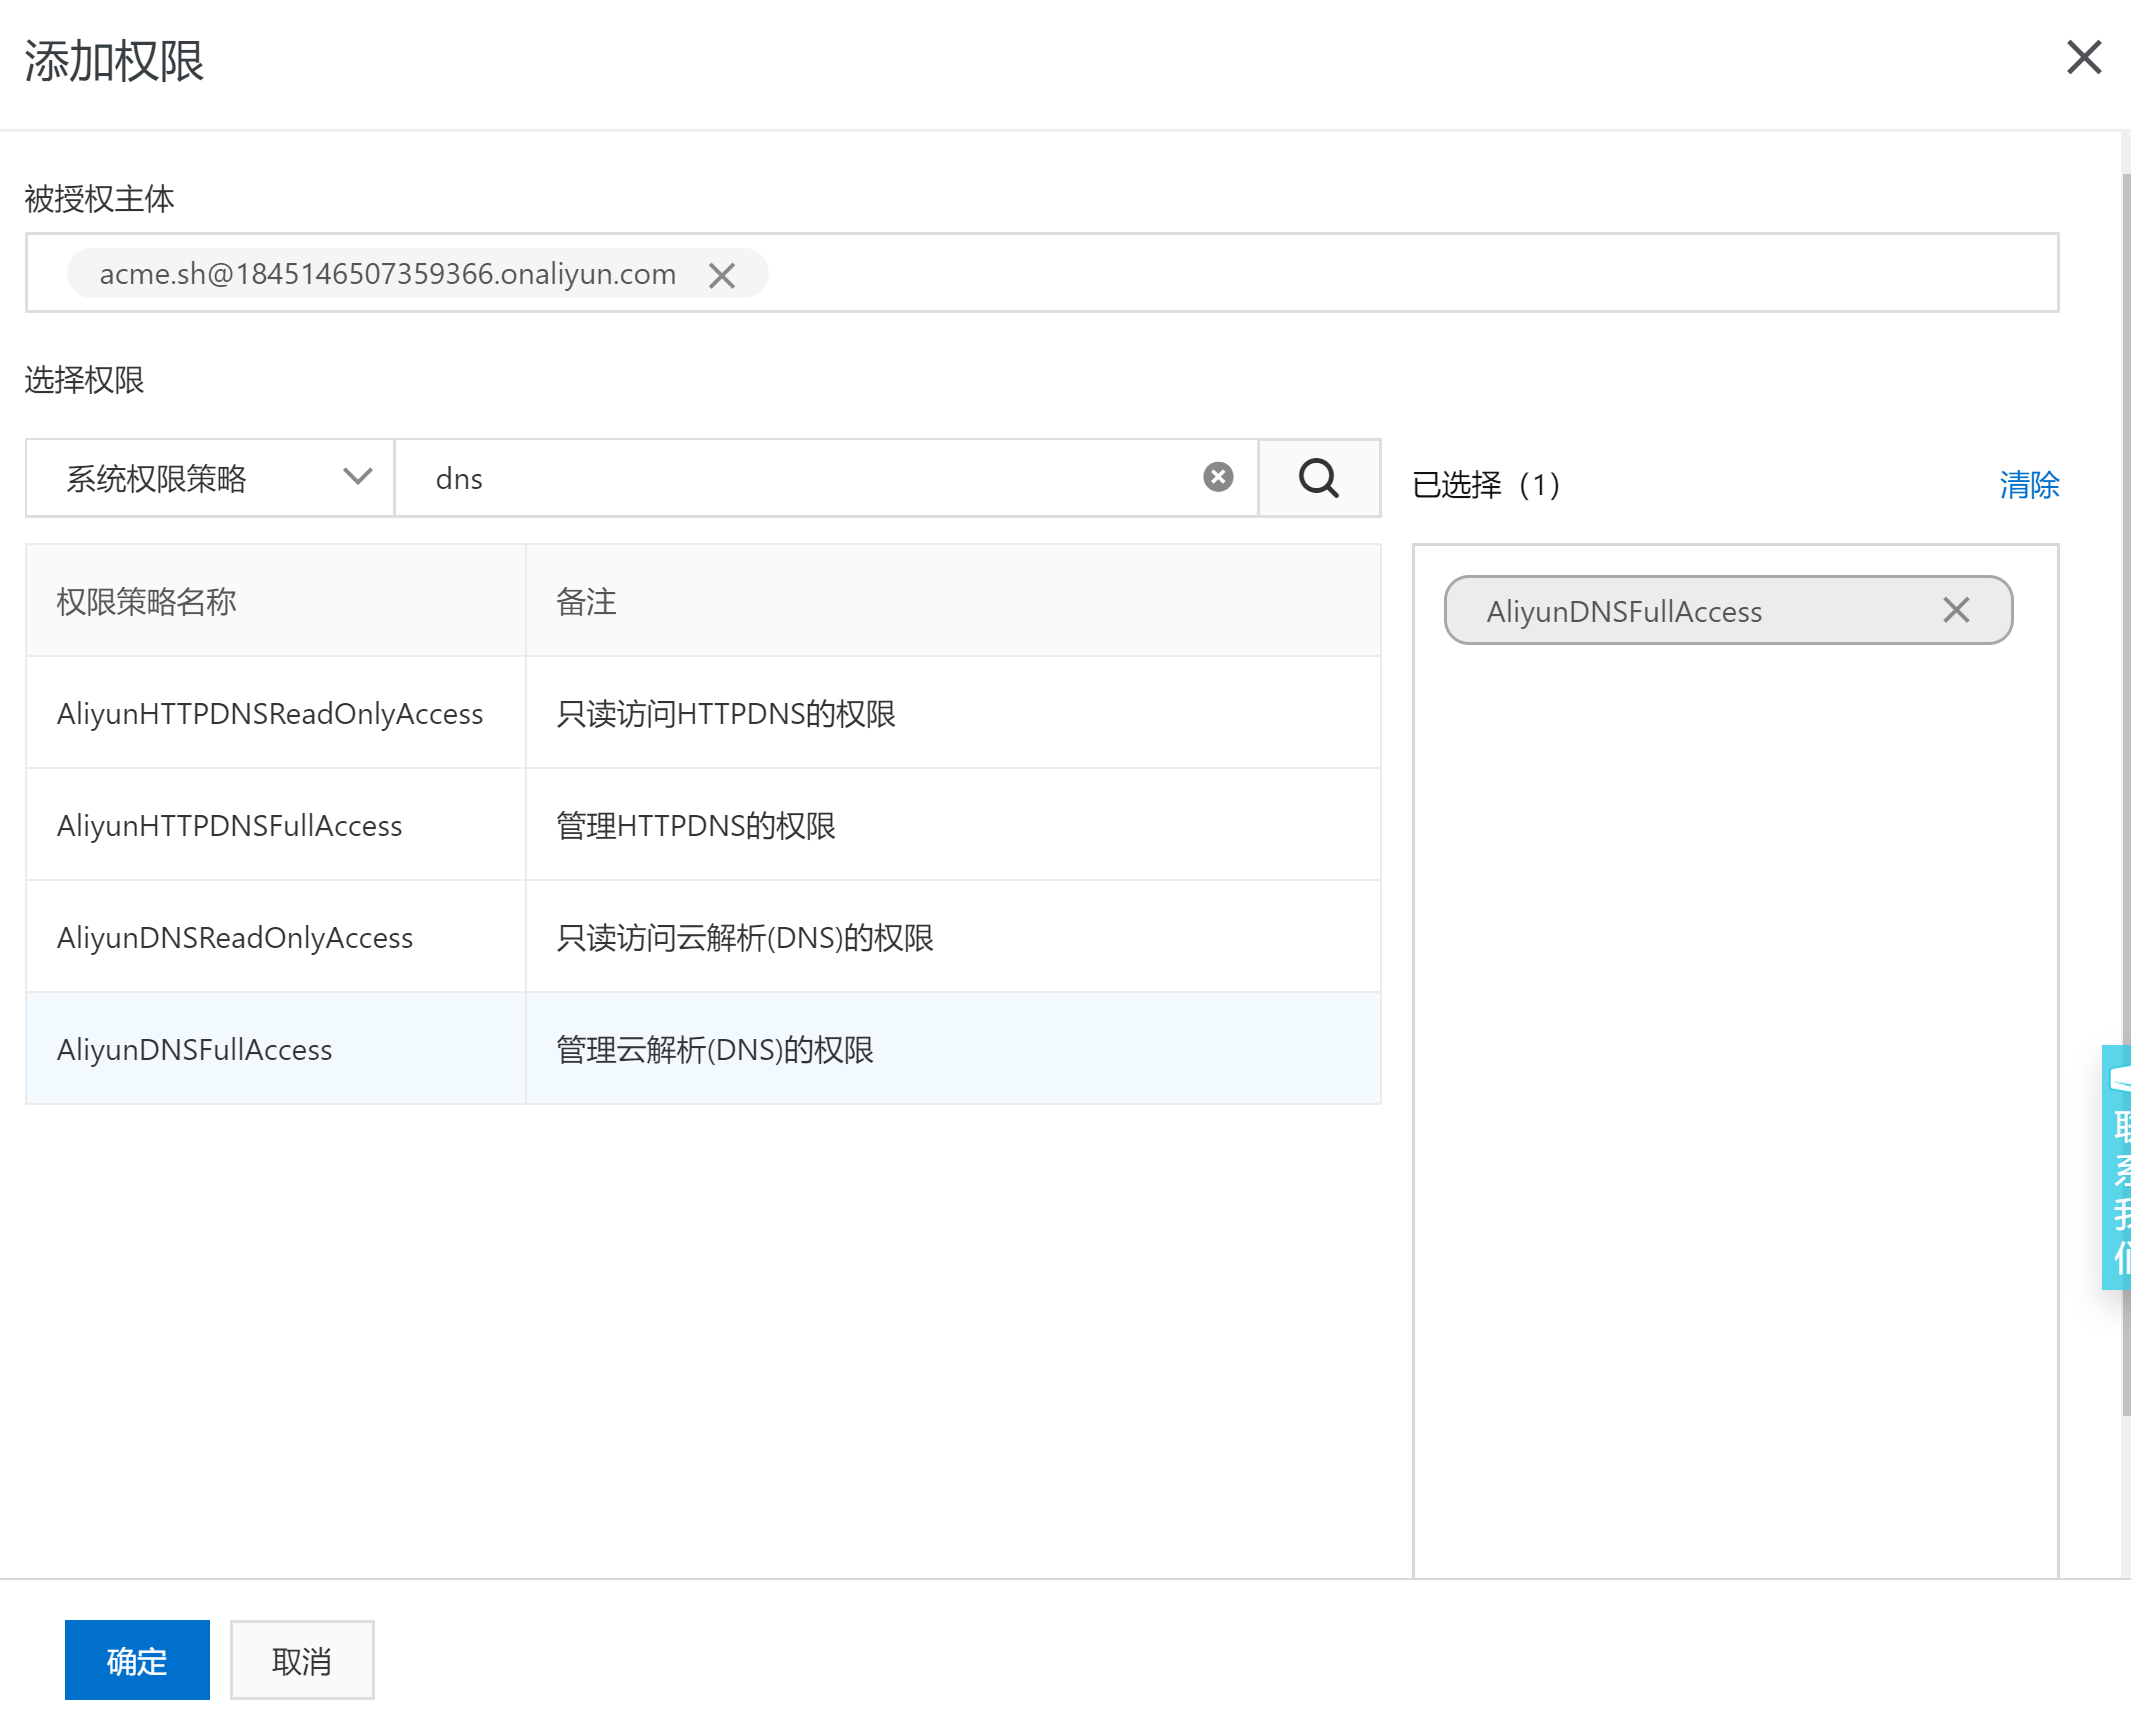 添加权限
被授权主体
acme.sh@1845146507359366.onaliyun.com
选择权限
系统权限策略
dns
已选择（1）
清除
权限策略名称
备注
AliyunDNSFullAccess
AliyunHTTPDNSReadOnlyAccess
只读访问HTTPDNS的权限
AliyunHTTPDNSFullAccess
管理HTTPDNS的权限
AliyunDNSReadOnlyAccess
只读访问云解析(DNS)的权限
AliyunDNSFullAccess
管理云解析(DNS)的权限
联系我们
确定
取消